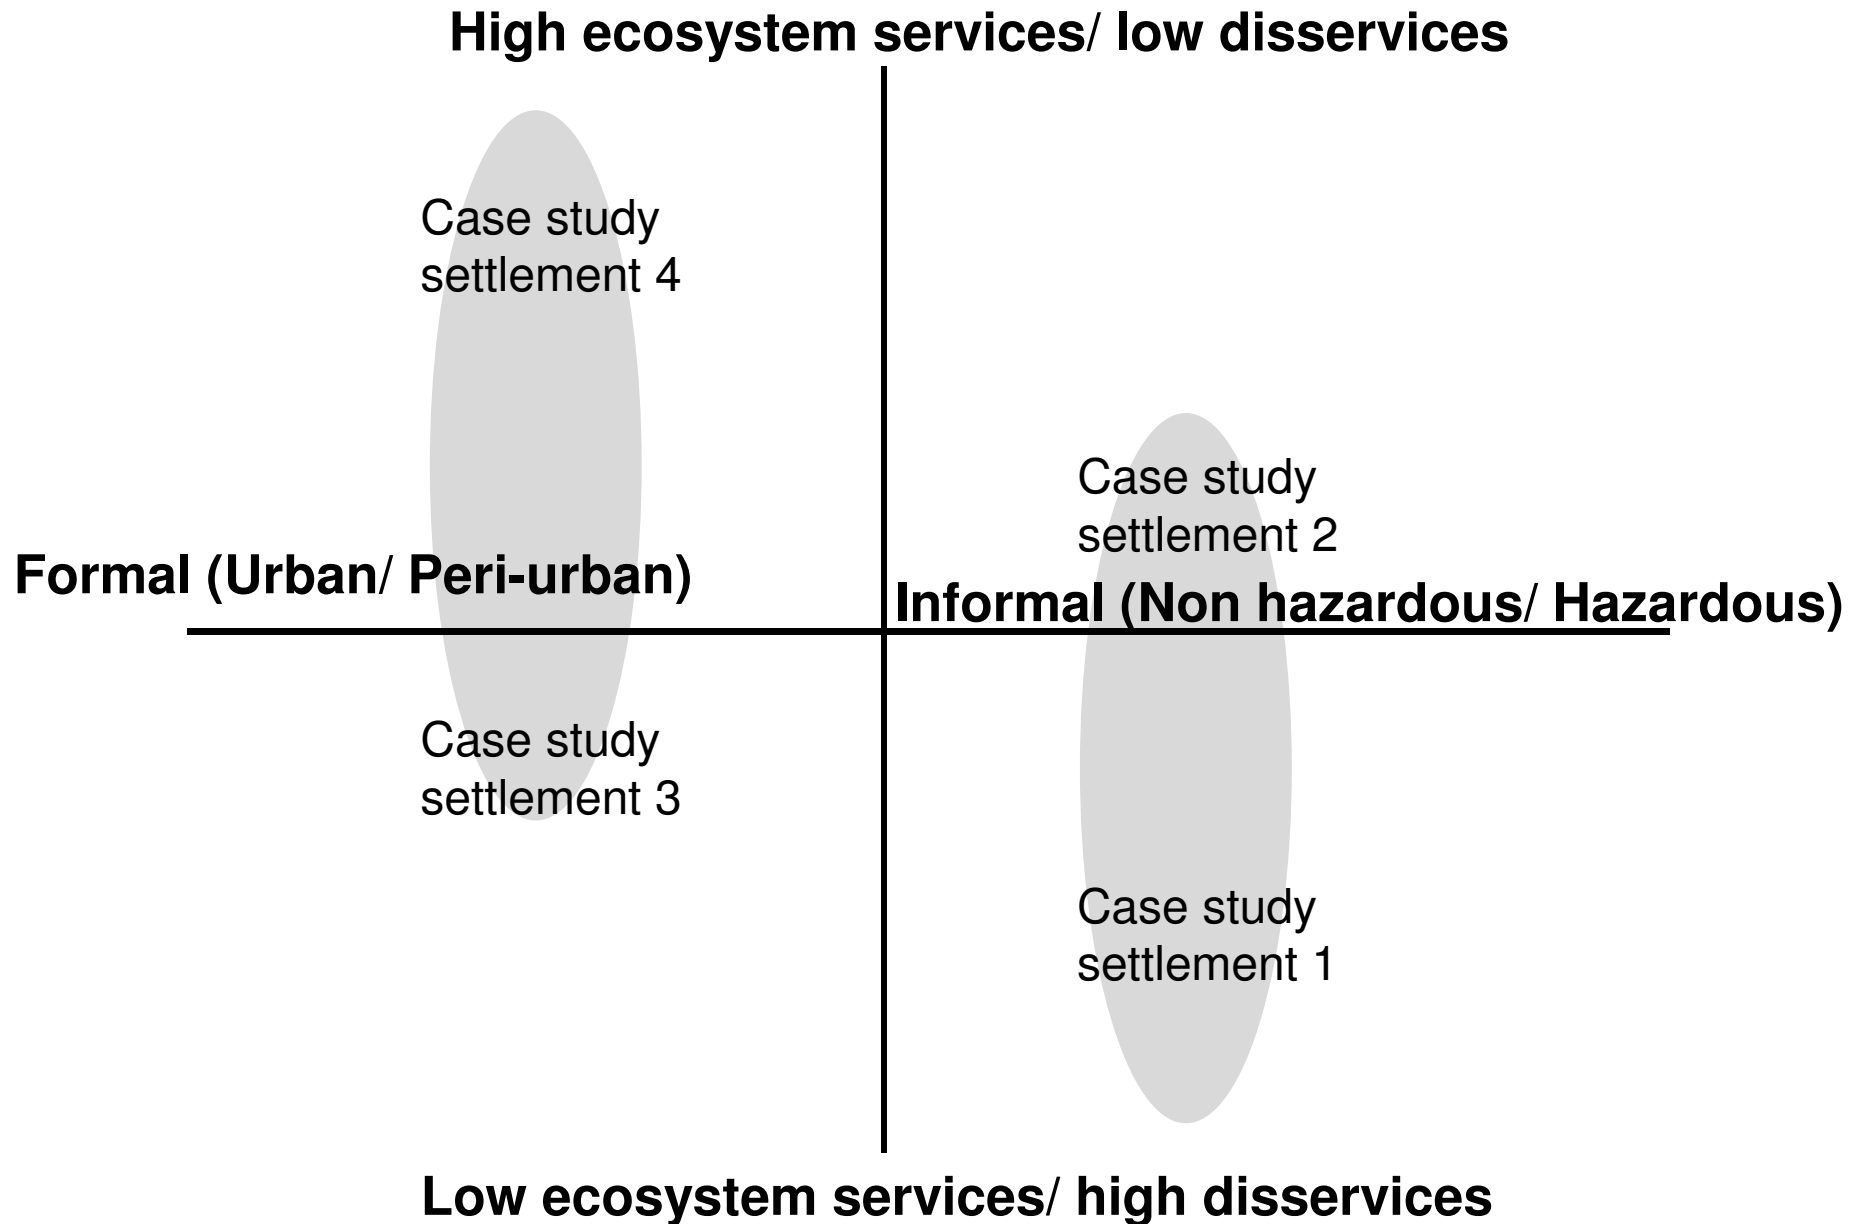 High ecosystem services/ low disservices
Case study
settlement 4
Case study
settlement 2
Formal (Urban/ Peri-urban)
Informal (Non hazardous/ Hazardous)
Case study
settlement 3
Case study
settlement 1
Low ecosystem services/ high disservices